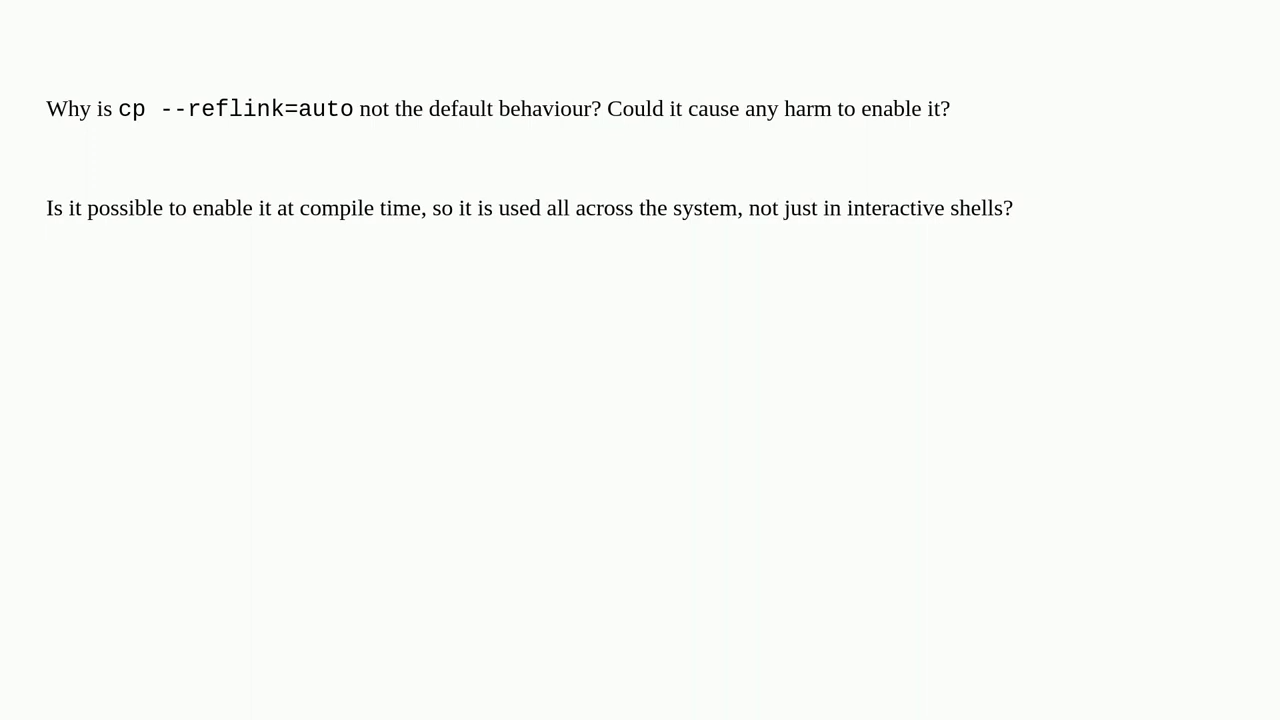 Why is cp --reflink=auto not the default behaviour? Could it cause any harm to enable it?
Is it possible to enable it at compile time, so it is used all across the system, not just in interactive shells?